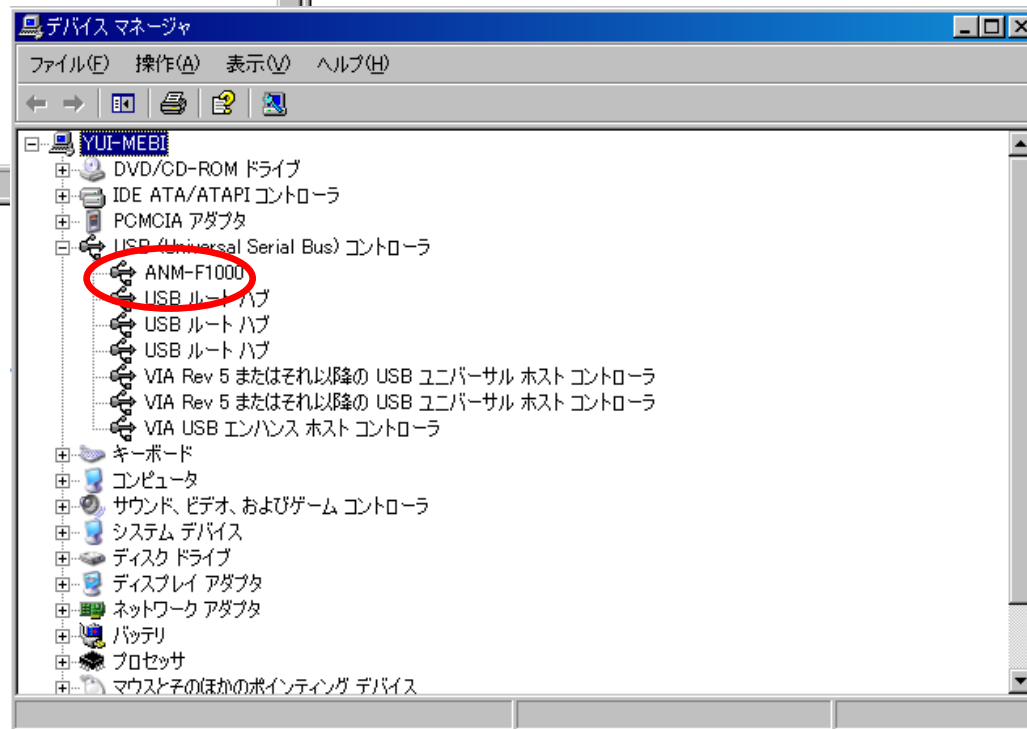 デバイス マネージャ
ファイル(F) 操作(A) 表示(V) ヘルプ(H)
YUI-MEBI
DVD/CD-ROM ドライブ
IDE ATA/ATAPI コントローラ
PCMCIA アダプタ
USB (Universal Serial Bus) コントローラ
ANM-F1000
USB ルート ハブ
USB ルート ハブ
USB ルート ハブ
VIA Rev 5 またはそれ以降の USB ユニバーサル ホスト コントローラ
VIA Rev 5 またはそれ以降の USB ユニバーサル ホスト コントローラ
VIA USB エンハンス ホスト コントローラ
キーボード
コンピュータ
サウンド、ビデオ、およびゲーム コントローラ
システム デバイス
ディスク ドライブ
ディスプレイ アダプタ
ネットワーク アダプタ
バッテリ
プロセッサ
マウスとそのほかのポインティング デバイス